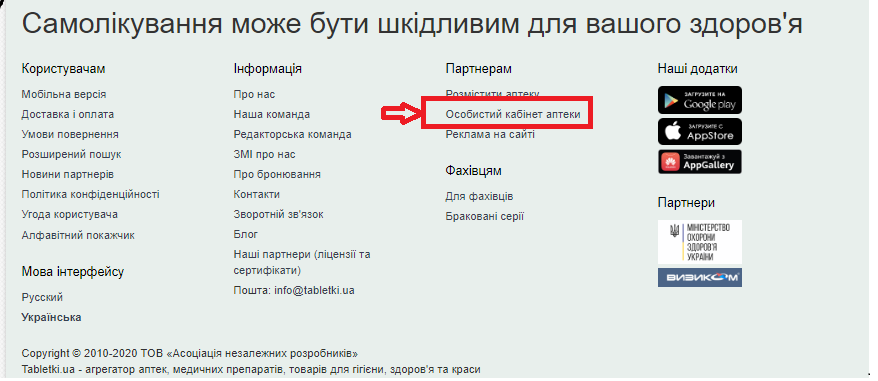 Самолікування може бути шкідливим для вашого здоров'я
Користувачам
Мобільна версія
Доставка і оплата
Умови повернення
Розширений пошук
Новини партнерів
Політика конфіденційності
Угода користувача
Алфавітний покажчик
Мова інтерфейсу
Русский
Українська
Інформація
Про нас
Наша команда
Редакторська команда
ЗМІ про нас
Про бронювання
Контакти
Зворотній зв'язок
Блог
Наші партнери (ліцензії та
сертифікати)
Пошта: info@tabletki.ua
Партнерам
Розмістити аптеку
Особистий кабінет аптеки
Реклама на сайті
Фахівцям
Для фахівців
Браковані серії
Наші додатки
ЗАГРУЗИТЕ НА
Google play
ЗАГРУЗИТЕ С
AppStore
Завантажуй з
AppGallery
Партнери
МІНІСТЕРСТВО
ОХОРОНИ
ЗДОРОВ'Я
УКРАЇНИ
ВИЗИКОМ
Copyright © 2010-2020 ТОВ «Асоціація незалежних розробників»
Tabletki.ua - агрегатор аптек, медичних препаратів, товарів для гігієни, здоров'я та краси